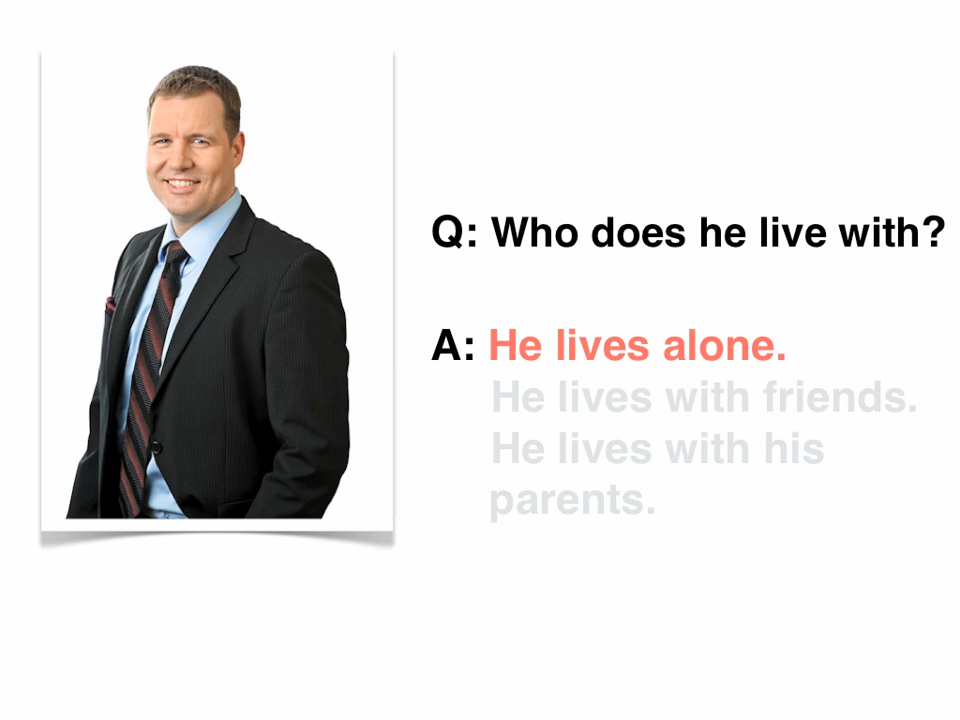 Q: Who does he live with?
A: He lives alone.
He lives with friends.
He lives with his
parents.